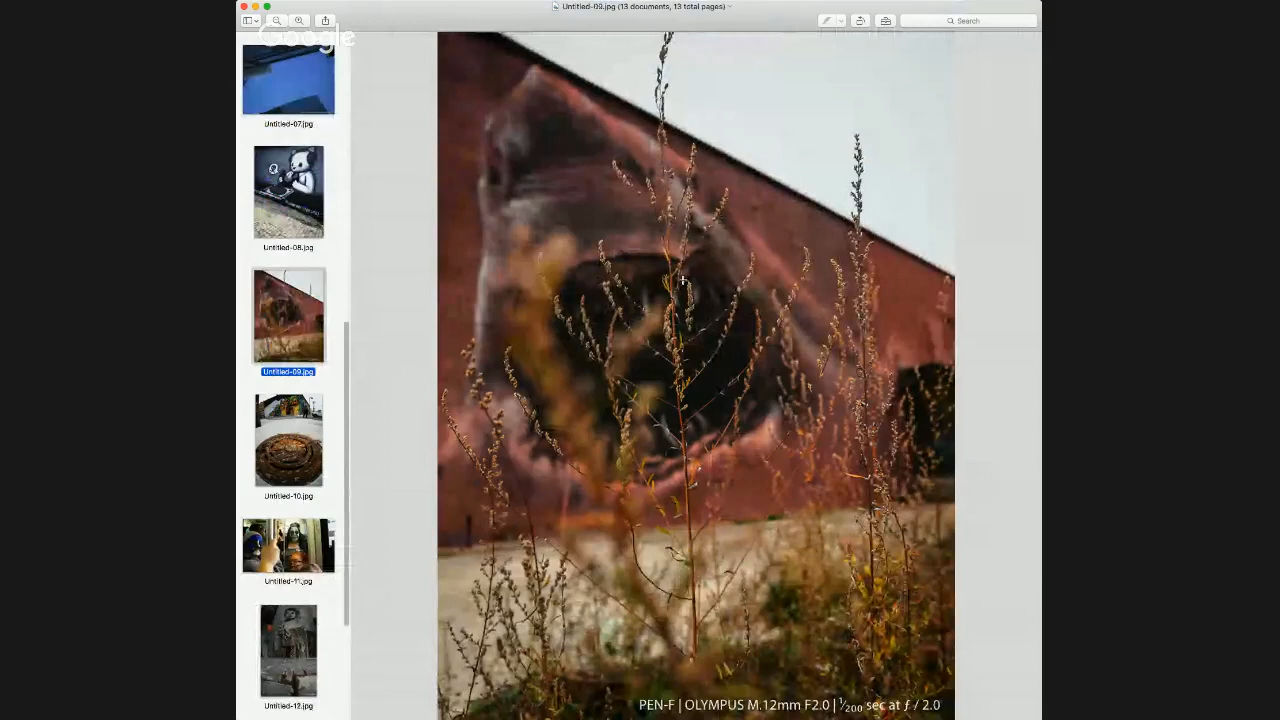 Untitled-09.jpg (13 documents, 13 total pages)
Search
Google
Untitled-07.jpg
Untitled-08.jpg
Untitled-09.jpg
Untitled-10.jpg
Untitled-11.jpg
Untitled-12.jpg
PEN-F | OLYMPUS M.12mm F2.0 | 1/200 sec at ƒ / 2.0